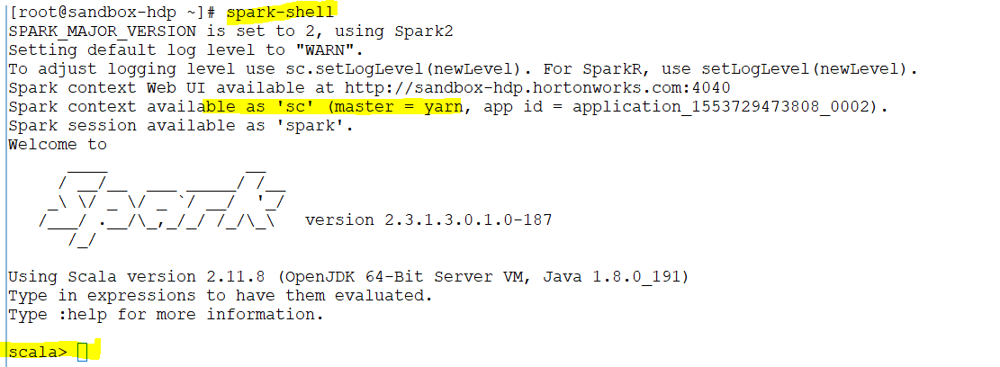 [root@sandbox-hdp ~]# spark-shell
SPARK_MAJOR_VERSION is set to 2, using Spark2
Setting default log level to "WARN".
To adjust logging level use sc.setLogLevel(newLevel). For SparkR, use setLogLevel(newLevel).
Spark context Web UI available at http://sandbox-hdp.hortonworks.com:4040
Spark context available as 'sc' (master = yarn, app id = application_1553729473808_0002).
Spark session available as 'spark'.
Welcome to
      ____              __
     / __/__  ___ _____/ /__
    _\ \/ _ \/ _ `/ __/  '_/
   /___/ .__/\_,_/_/ /_/\_\   version 2.3.1.3.0.1.0-187
      /_/
Using Scala version 2.11.8 (OpenJDK 64-Bit Server VM, Java 1.8.0_191)
Type in expressions to have them evaluated.
Type :help for more information.
scala>